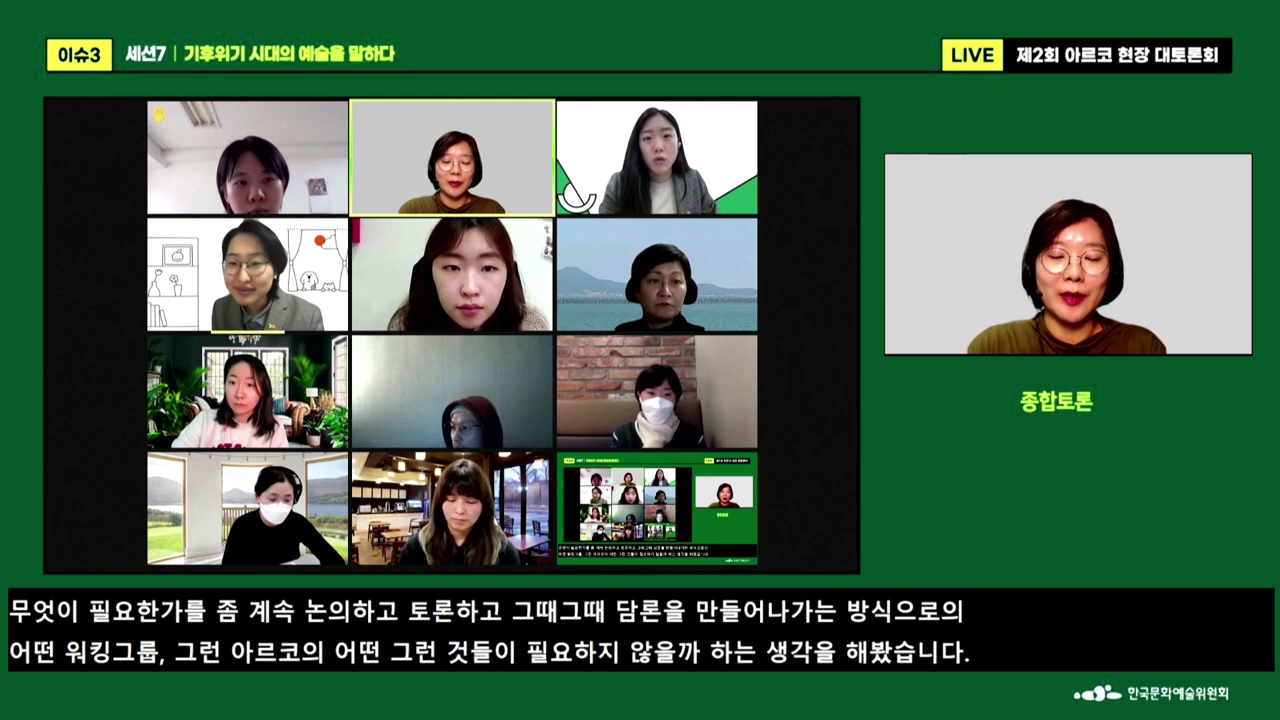 이슈3
세션7 | 기후위기 시대의 예술을 말하다
LIVE
제2회 아르코 현장 대토론회
종합토론
무엇이 필요한가를 좀 계속 논의하고 토론하고 그때그때 담론을 만들어나가는 방식으로의
어떤 워킹그룹, 그런 아르코의 어떤 그런 것들이 필요하지 않을까 하는 생각을 해봤습니다.
한국문화예술위원회